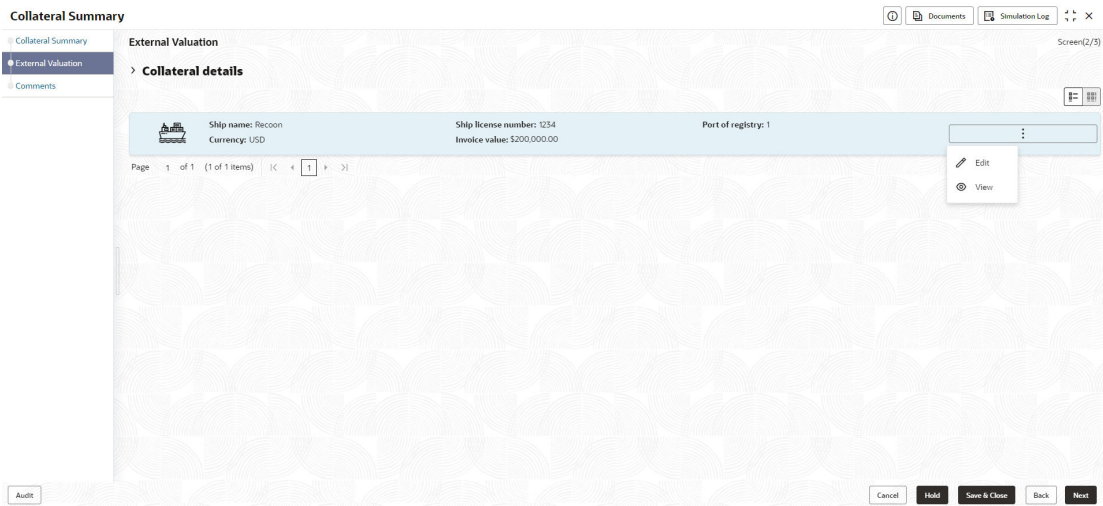 Collateral Summary
Documents
Simulation Log
Collateral Summary
External Valuation
Comments
External Valuation
Screen(2/3)
Collateral details
Ship name: Recoon
Ship license number: 1234
Port of registry: 1
Currency: USD
Invoice value: $200,000.00
Edit
View
Page 1 of 1 (1 of 1 items) 1
Audit
Cancel
Hold
Save & Close
Back
Next